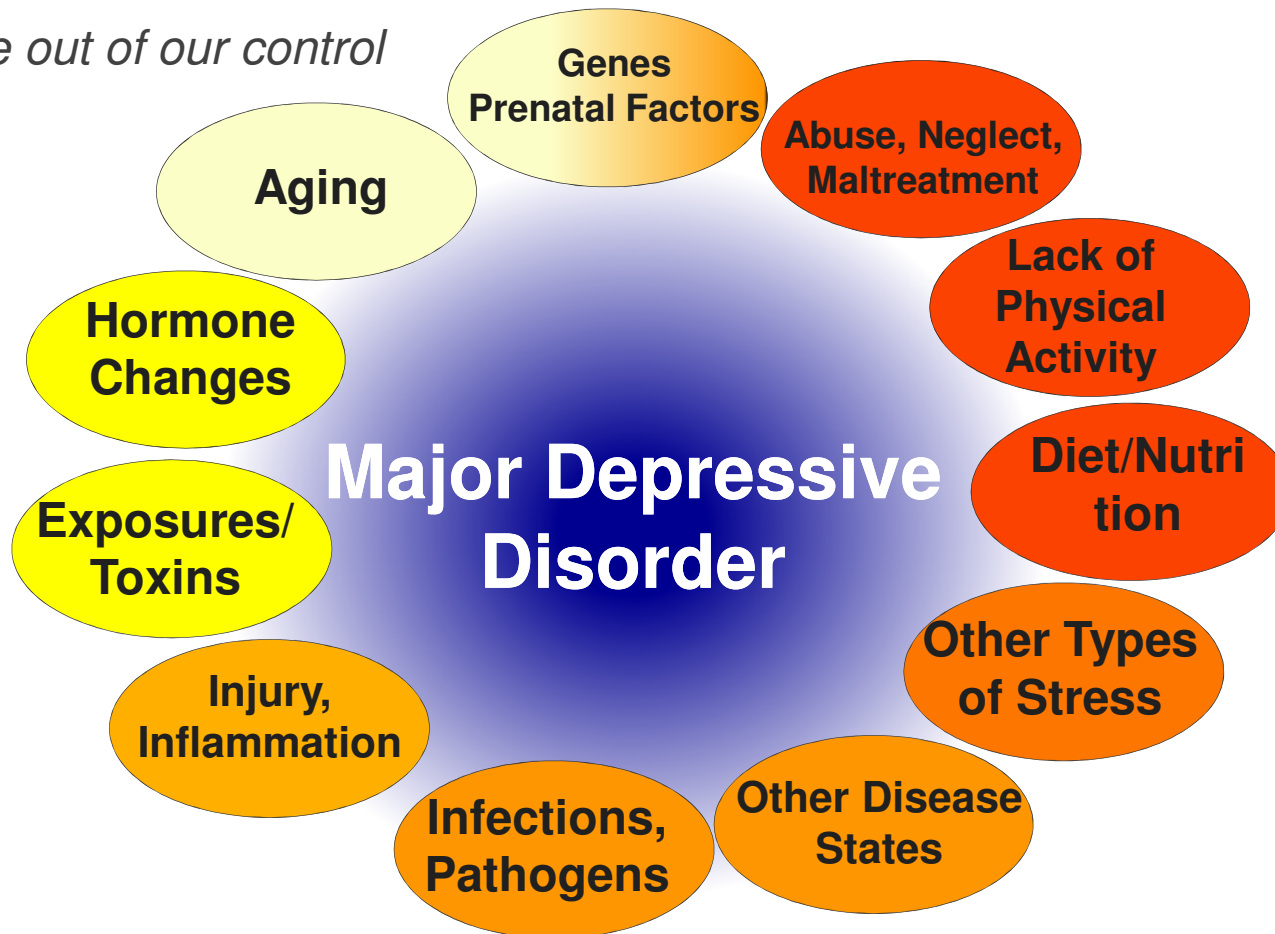 e out of our control
Genes
Prenatal Factors
Abuse, Neglect,
Maltreatment
Aging
Lack of
Physical
Activity
Hormone
Changes
Diet/Nutri
tion
Major Depressive
Disorder
Exposures/
Toxins
Other Types
of Stress
Injury,
Inflammation
Other Disease
States
Infections,
Pathogens